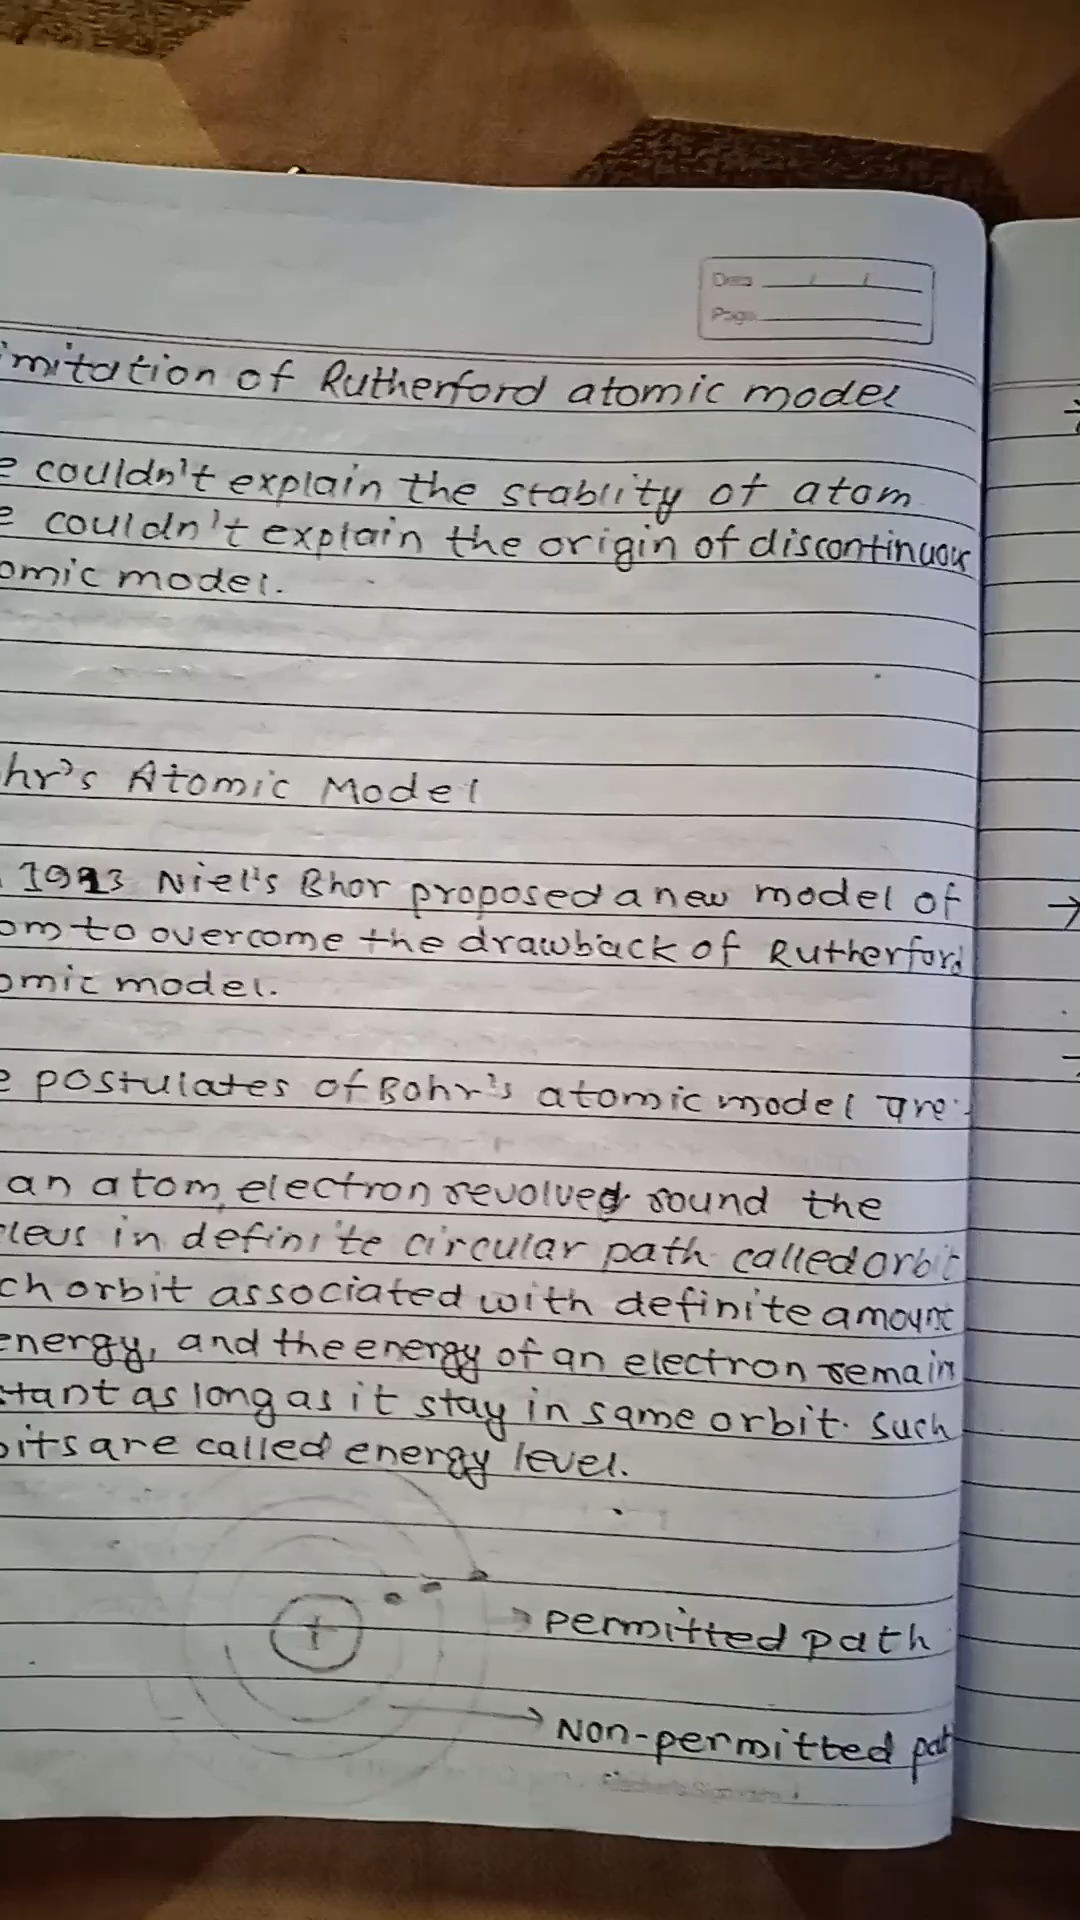 Date / /
Page
imitation of Rutherford atomic model
e couldn't explain the stablity of atom
e couldn't explain the origin of discontinuous
omic model.
hr's Atomic Model
1913 Niel's Bhor proposed a new model of
om to overcome the drawback of Rutherford
omic model.
e postulates of Bohr's atomic model are:
an atom, electron revolved round the
leus in definite circular path called orbit
ch orbit associated with definite amount
energy, and the energy of an electron remain
stant as long as it stay in same orbit. Such
bits are called energy level.
+
→ permitted path
→ Non-permitted pat